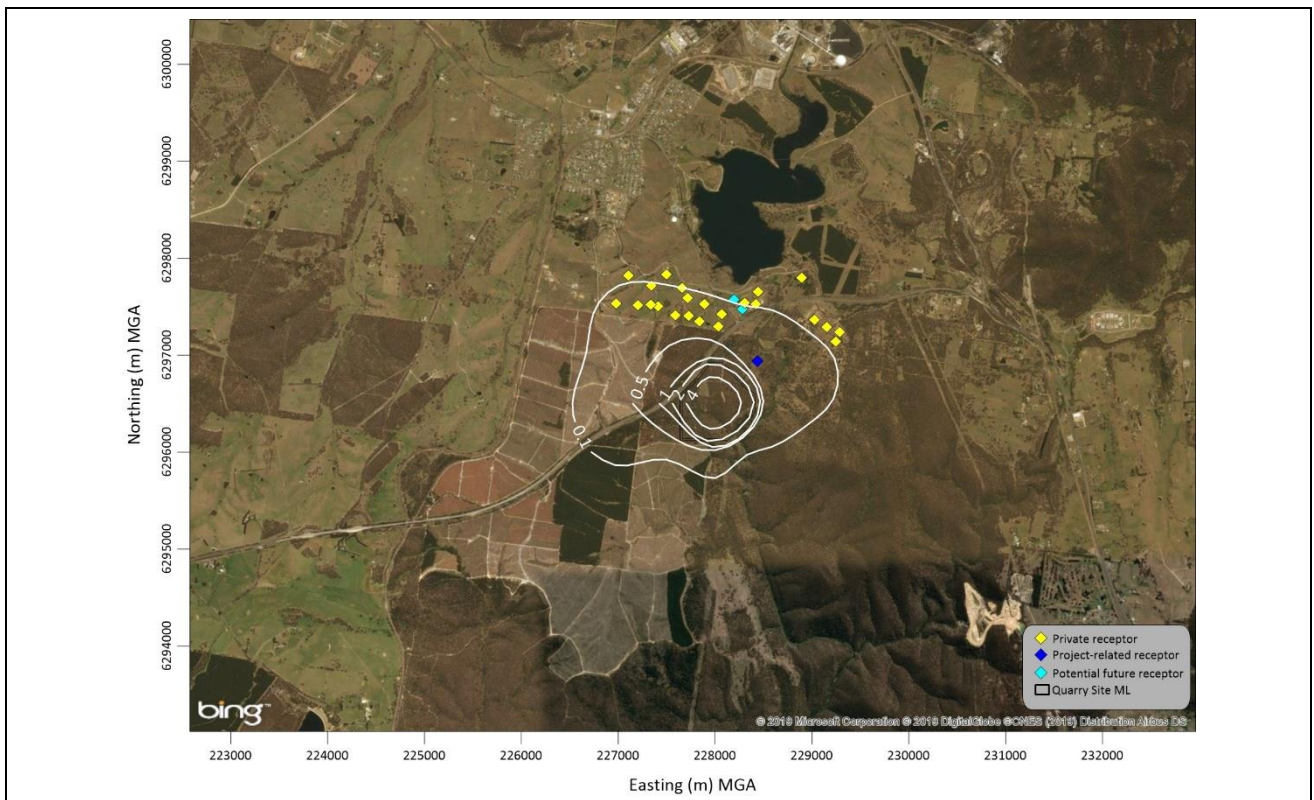 6300000
6299000
6298000
6297000
6296000
6295000
6294000
Northing (m) MGA
0.5
1
2
4
0.1
Private receptor
Project-related receptor
Potential future receptor
Quarry Site ML
bing™
© 2019 Microsoft Corporation © 2019 DigitalGlobe ©CNES (2019) Distribution Airbus DS
223000 224000 225000 226000 227000 228000 229000 230000 231000 232000
Easting (m) MGA